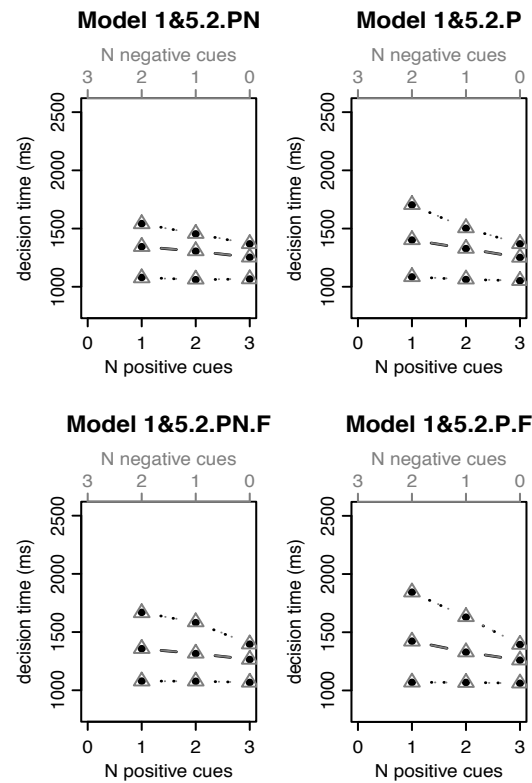 Model 1&5.2.PN
N negative cues
3 2 1 0
decision time (ms)
2500
2000
1500
1000
0 1 2 3
N positive cues
Model 1&5.2.P
N negative cues
3 2 1 0
decision time (ms)
2500
2000
1500
1000
0 1 2 3
N positive cues
Model 1&5.2.PN.F
N negative cues
3 2 1 0
decision time (ms)
2500
2000
1500
1000
0 1 2 3
N positive cues
Model 1&5.2.P.F
N negative cues
3 2 1 0
decision time (ms)
2500
2000
1500
1000
0 1 2 3
N positive cues